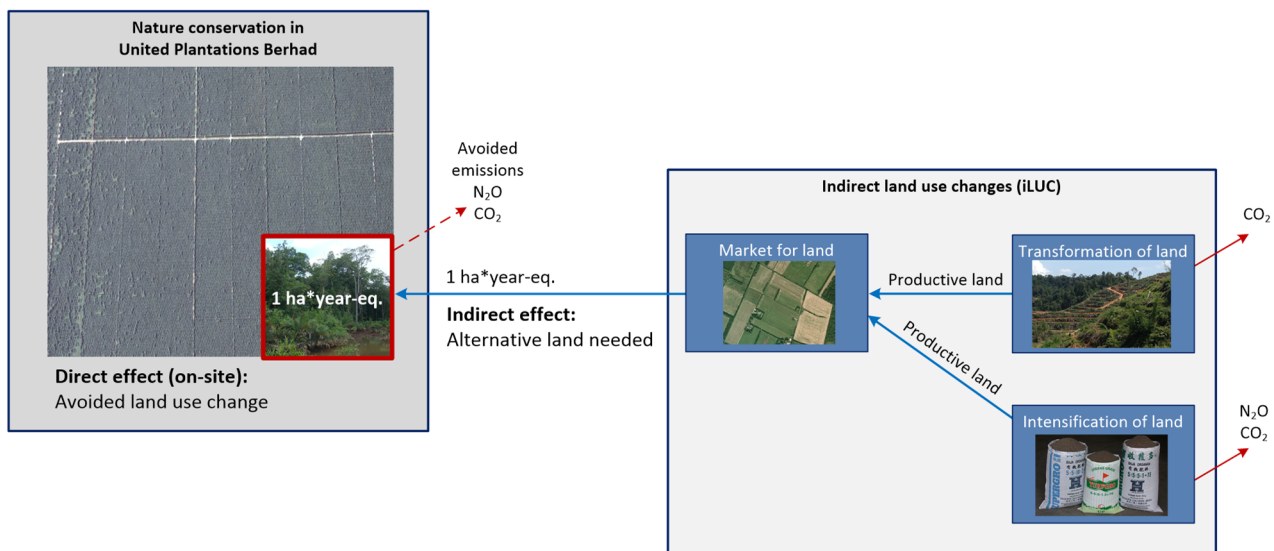 Nature conservation in
United Plantations Berhad
1 ha*year-eq.
Direct effect (on-site):
Avoided land use change
Avoided
emissions
N₂O
CO₂
1 ha*year-eq.
Indirect effect:
Alternative land needed
Indirect land use changes (iLUC)
Market for land
Productive land
Productive land
Transformation of land
CO₂
Intensification of land
N₂O
CO₂